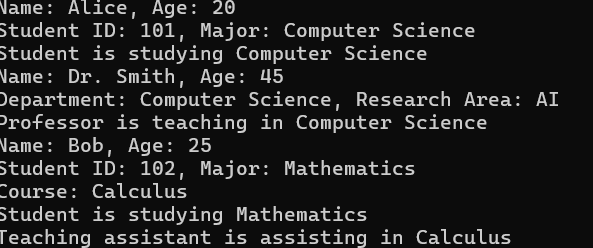 Name: Alice, Age: 20
Student ID: 101, Major: Computer Science
Student is studying Computer Science
Name: Dr. Smith, Age: 45
Department: Computer Science, Research Area: AI
Professor is teaching in Computer Science
Name: Bob, Age: 25
Student ID: 102, Major: Mathematics
Course: Calculus
Student is studying Mathematics
Teaching assistant is assisting in Calculus